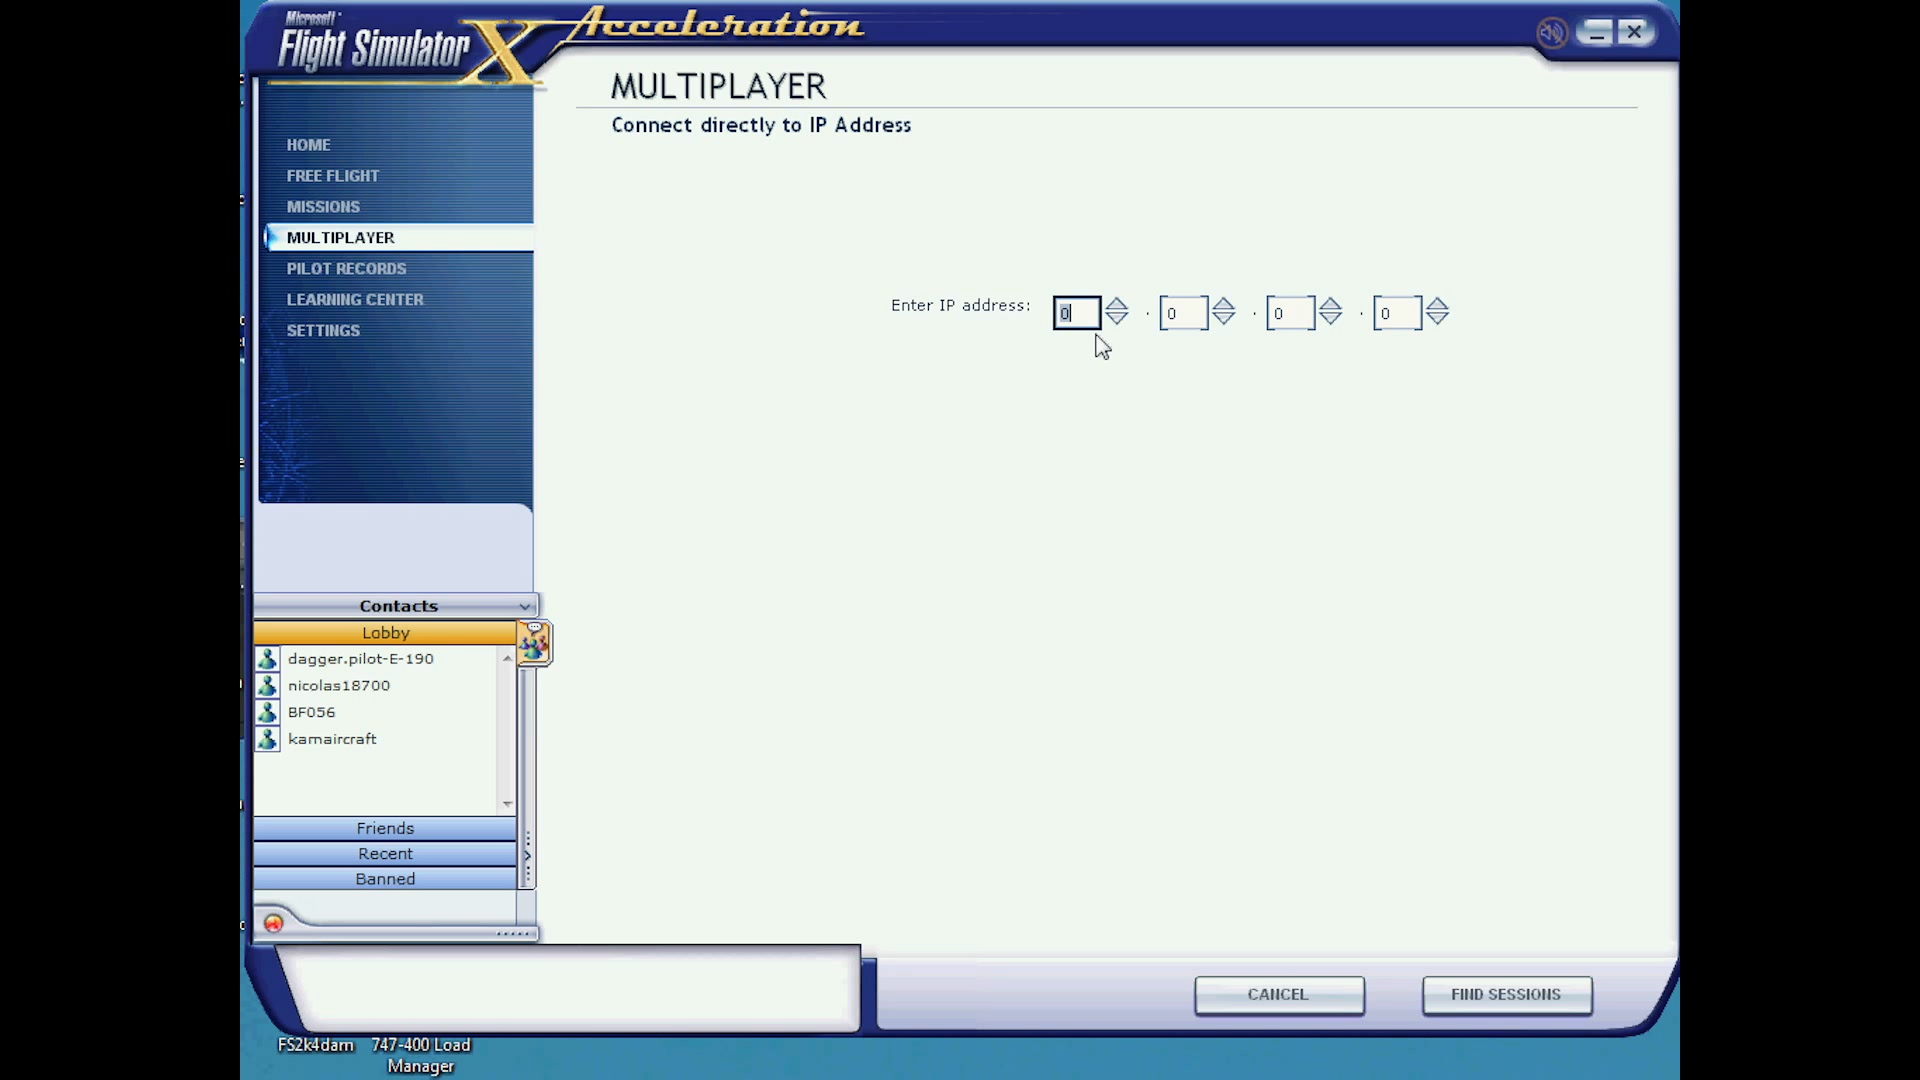 Microsoft
Flight Simulator X Acceleration
MULTIPLAYER
Connect directly to IP Address
HOME
FREE FLIGHT
MISSIONS
MULTIPLAYER
PILOT RECORDS
LEARNING CENTER
SETTINGS
Enter IP address: 0 . 0 . 0 . 0
Contacts
Lobby
dagger.pilot-E-190
nicolas18700
BF056
kamaircraft
Friends
Recent
Banned
CANCEL
FIND SESSIONS
FS2k4dam
747-400 Load
Manager